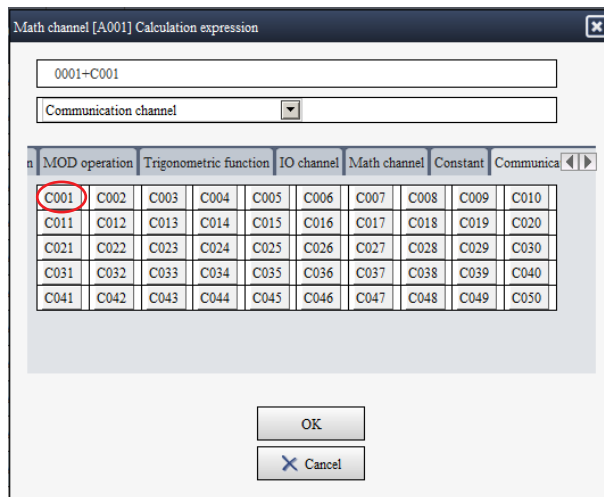 Math channel [A001] Calculation expression
0001+C001
Communication channel
n MOD operation Trigonometric function IO channel Math channel Constant Communica
C001 C002 C003 C004 C005 C006 C007 C008 C009 C010
C011 C012 C013 C014 C015 C016 C017 C018 C019 C020
C021 C022 C023 C024 C025 C026 C027 C028 C029 C030
C031 C032 C033 C034 C035 C036 C037 C038 C039 C040
C041 C042 C043 C044 C045 C046 C047 C048 C049 C050
OK
Cancel